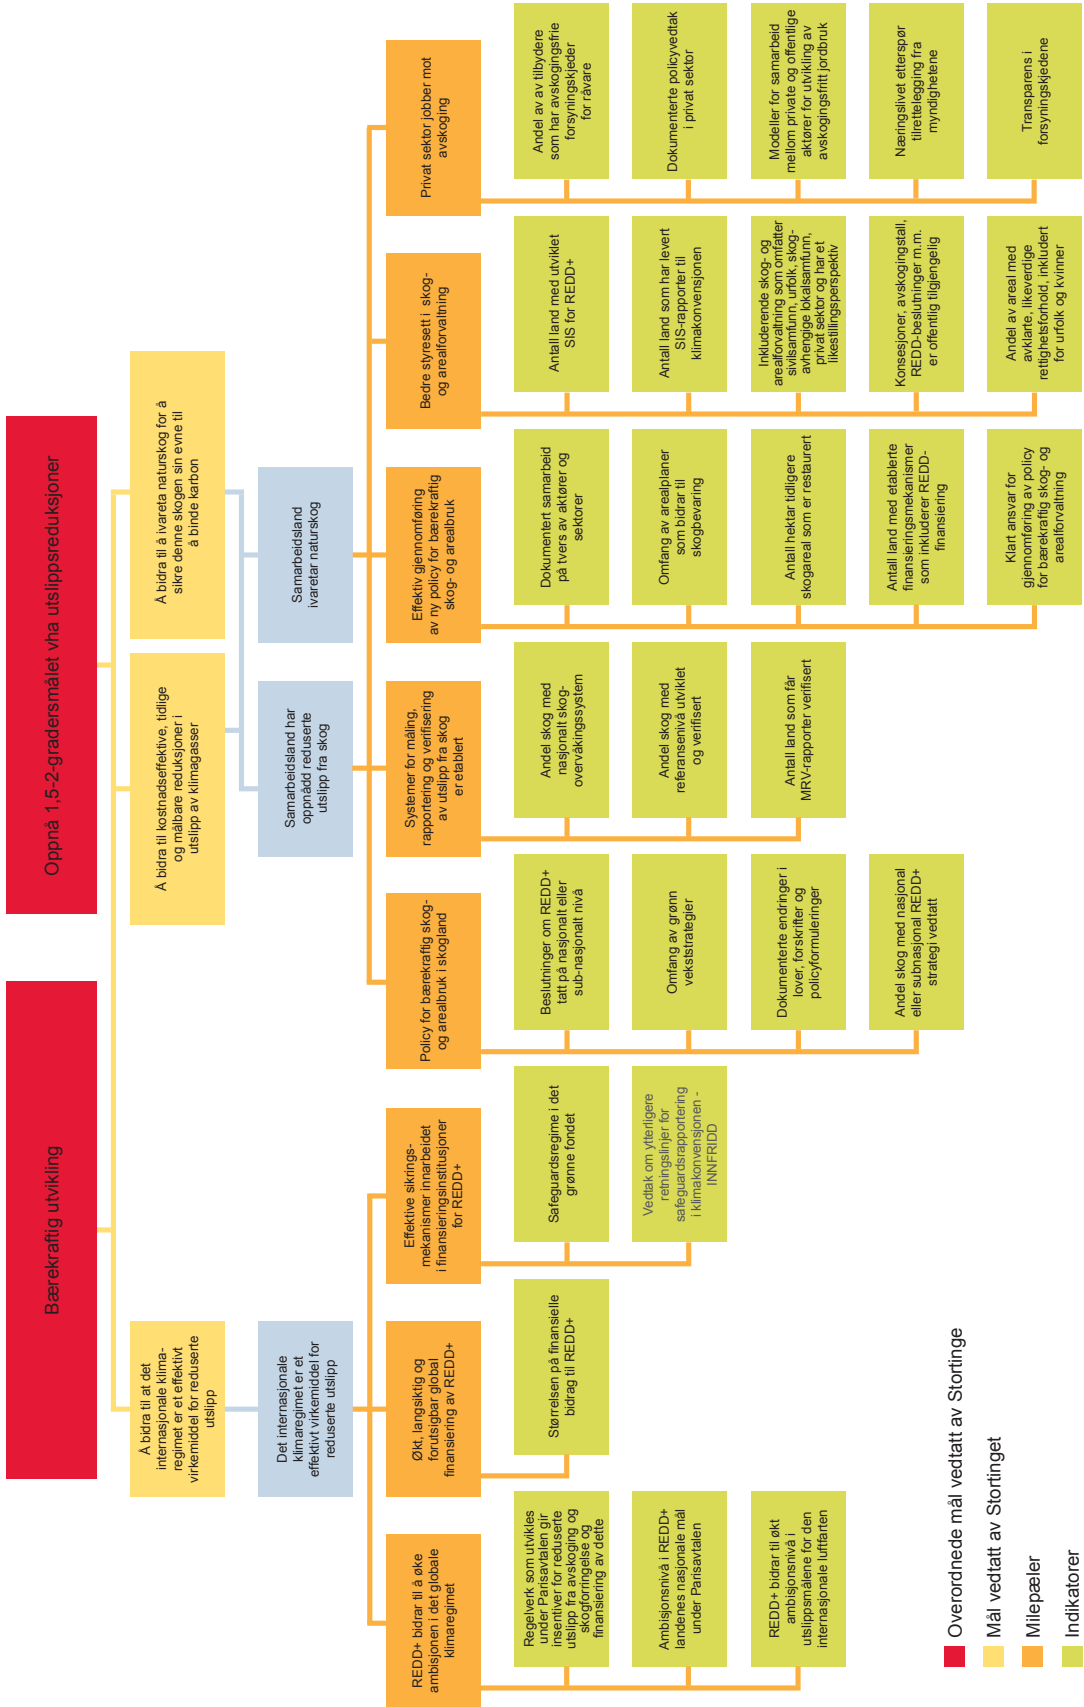 Bærekraftig utvikling
Oppnå 1,5-2-gradersmålet vha utslippsreduksjoner
Å bidra til at det
internasjonale klima-
regimet er et effektivt
virkemiddel for reduserte
utslipp
Å bidra til kostnadseffektive, tidlige
og målbare reduksjoner i
utslipp av klimagasser
Å bidra til å ivareta naturskog for å
sikre denne skogen sin evne til
å binde karbon
Det internasjonale
klimaregimet er et
effektivt virkemiddel for
reduserte utslipp
Samarbeidsland har
oppnådd reduserte
utslipp fra skog
Samarbeidsland
ivaretar naturskog
REDD+ bidrar til å øke
ambisjonen i det globale
klimaregimet
Økt, langsiktig og
forutsigbar global
finansiering av REDD+
Effektive sikrings-
mekanismer innarbeidet
i finansieringsinstitusjoner
for REDD+
Policy for bærekraftig skog-
og arealbruk i skogland
Systemer for måling,
rapportering og verifisering
av utslipp fra skog
er etablert
Effektiv gjennomføring
av ny policy for bærekraftig
skog- og arealbruk
Bedre styresett i skog-
og arealforvaltning
Privat sektor jobber mot
avskoging
Regelverk som utvikles
under Parisavtalen gir
insentiver for reduserte
utslipp fra avskoging og
skogforringelse og
finansiering av dette
Ambisjonsnivå i REDD+
landenes nasjonale mål
under Parisavtalen
REDD+ bidrar til økt
ambisjonsnivå i
utslippsmålene for den
internasjonale luftfarten
Størrelsen på finansielle
bidrag til REDD+
Safeguardsregime i det
grønne fondet
Vedtak om ytterligere
retningslinjer for
safeguardsrapportering
i klimakonvensjonen -
INNFRIDD
Beslutninger om REDD+
tatt på nasjonalt eller
sub-nasjonalt nivå
Omfang av grønn
vekststrategier
Dokumenterte endringer i
lover, forskrifter og
policyformuleringer
Andel skog med nasjonal
eller subnasjonal REDD+
strategi vedtatt
Andel skog med
nasjonalt skog-
overvåkingssystem
Andel skog med
referansenivå utviklet
og verifisert
Antall land som får
MRV-rapporter verifisert
Dokumentert samarbeid
på tvers av aktører og
sektorer
Omfang av arealplaner
som bidrar til
skogbevaring
Antall hektar tidligere
skogareal som er restaurert
Antall land med etablerte
finansieringsmekanismer
som inkluderer REDD-
finansiering
Klart ansvar for
gjennomføring av policy
for bærekraftig skog- og
arealforvaltning
Antall land med utviklet
SIS for REDD+
Antall land som har levert
SIS-rapporter til
klimakonvensjonen
Inkluderende skog- og
arealforvaltning som omfatter
sivilsamfunn, urfolk, skog-
avhengige lokalsamfunn,
privat sektor og har et
likestillingsperspektiv
Konsesjoner, avskogingstall,
REDD-beslutninger m.m.
er offentlig tilgjengelig
Andel av areal med
avklarte, likeverdige
rettighetsforhold, inkludert
for urfolk og kvinner
Andel av av tilbydere
som har avskogingsfrie
forsyningskjeder
for råvare
Dokumenterte policyvedtak
i privat sektor
Modeller for samarbeid
mellom private og offentlige
aktører for utvikling av
avskogingsfritt jordbruk
Næringslivet etterspør
tilrettelegging fra
myndighetene
Transparens i
forsyningskjedene
Overordnede mål vedtatt av Stortinge
Mål vedtatt av Stortinget
Milepæler
Indikatorer